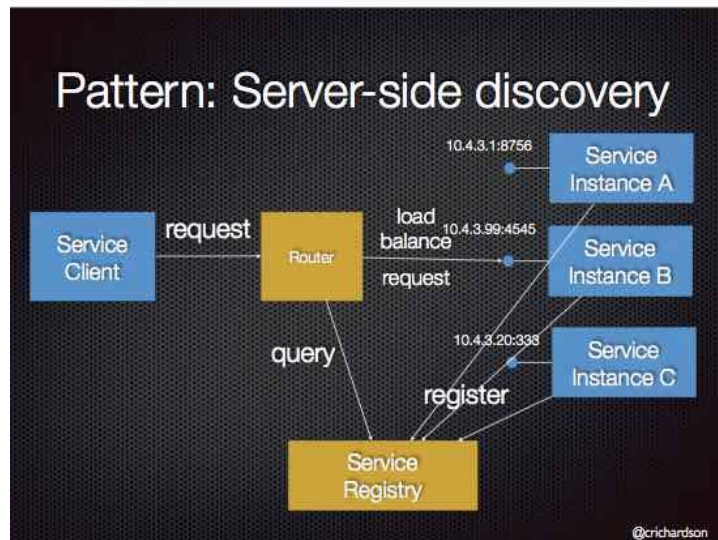 Pattern: Server-side discovery
10.4.3.1:8756
Service
Instance A
Service
Client
request
Router
load
balance
10.4.3.99:4545
request
Service
Instance B
query
10.4.3.20:333
register
Service
Instance C
Service
Registry
@crichardson